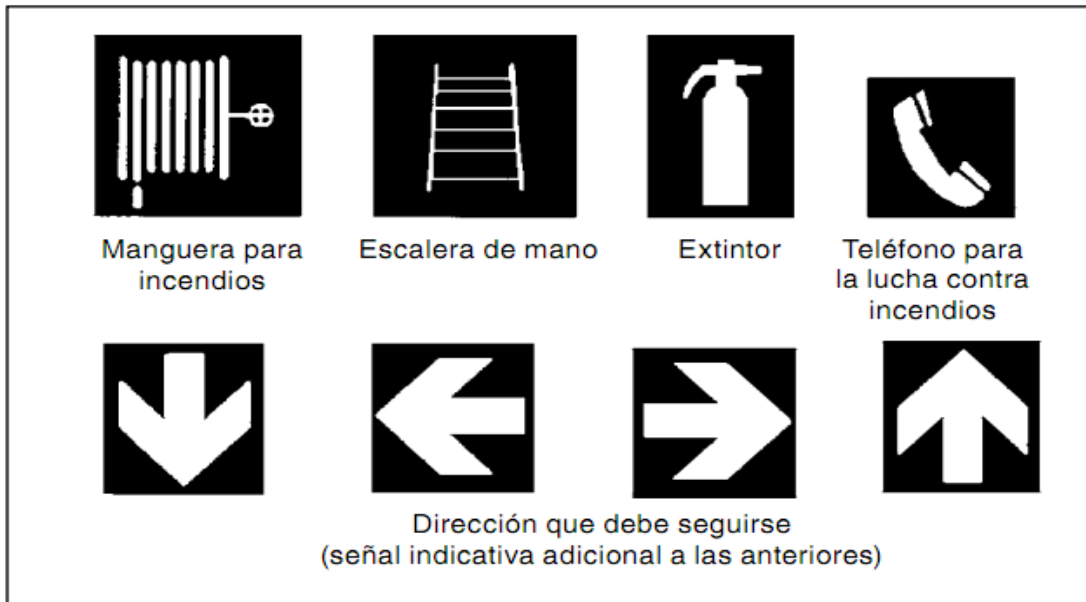 Manguera para
incendios
Escalera de mano
Extintor
Teléfono para
la lucha contra
incendios
Dirección que debe seguirse
(señal indicativa adicional a las anteriores)